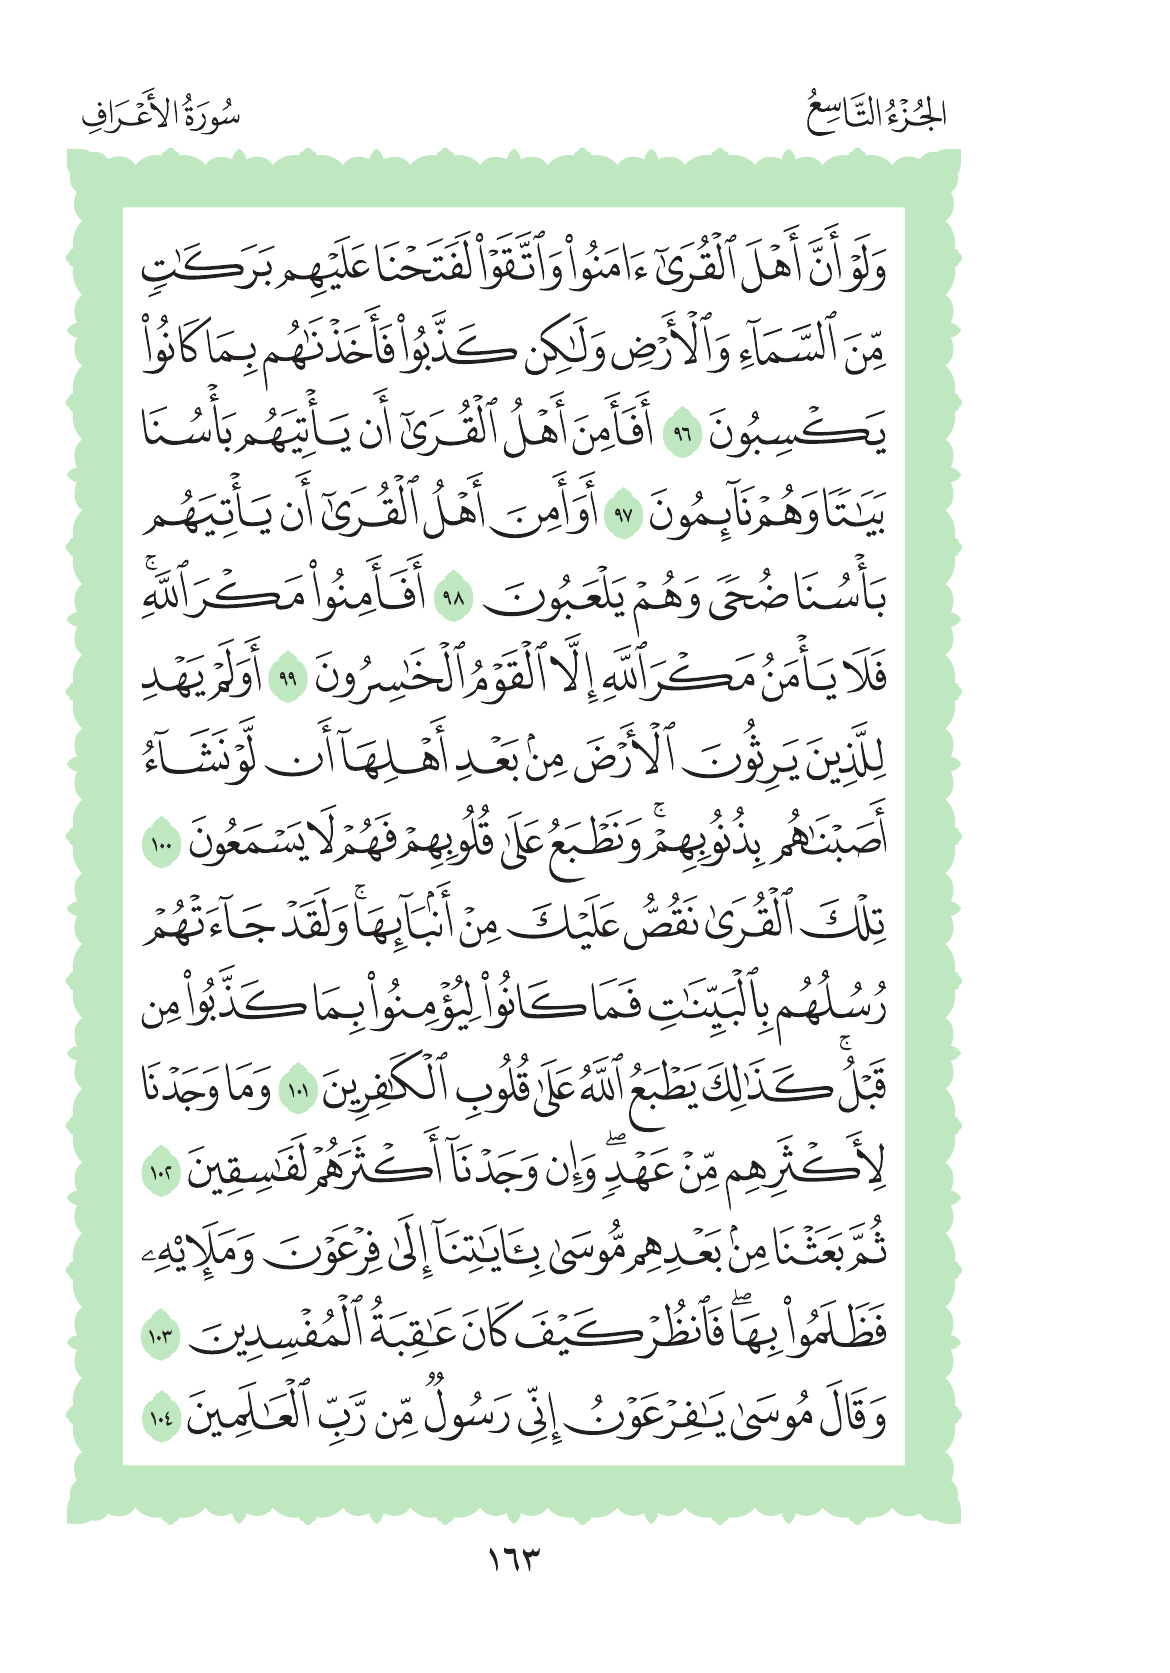 الجُزْءُ التَّاسِعُ
سُورَةُ الأَعْرَافِ
وَلَوْ أَنَّ أَهْلَ ٱلْقُرَىٰٓ ءَامَنُوا۟ وَٱتَّقَوْا۟ لَفَتَحْنَا عَلَيْهِم بَرَكَـٰتٍ
مِّنَ ٱلسَّمَآءِ وَٱلْأَرْضِ وَلَـٰكِن كَذَّبُوا۟ فَأَخَذْنَـٰهُم بِمَا كَانُوا۟
يَكْسِبُونَ ٩٦ أَفَأَمِنَ أَهْلُ ٱلْقُرَىٰٓ أَن يَأْتِيَهُم بَأْسُنَا
بَيَـٰتًا وَهُمْ نَآئِمُونَ ٩٧ أَوَأَمِنَ أَهْلُ ٱلْقُرَىٰٓ أَن يَأْتِيَهُم
بَأْسُنَا ضُحًى وَهُمْ يَلْعَبُونَ ٩٨ أَفَأَمِنُوا۟ مَكْرَ ٱللَّهِ ۚ
فَلَا يَأْمَنُ مَكْرَ ٱللَّهِ إِلَّا ٱلْقَوْمُ ٱلْخَـٰسِرُونَ ٩٩ أَوَلَمْ يَهْدِ
لِلَّذِينَ يَرِثُونَ ٱلْأَرْضَ مِنۢ بَعْدِ أَهْلِهَآ أَن لَّوْ نَشَآءُ
أَصَبْنَـٰهُم بِذُنُوبِهِمْ ۚ وَنَطْبَعُ عَلَىٰ قُلُوبِهِمْ فَهُمْ لَا يَسْمَعُونَ ١٠٠
تِلْكَ ٱلْقُرَىٰ نَقُصُّ عَلَيْكَ مِنْ أَنۢبَآئِهَا ۚ وَلَقَدْ جَآءَتْهُمْ
رُسُلُهُم بِٱلْبَيِّنَـٰتِ فَمَا كَانُوا۟ لِيُؤْمِنُوا۟ بِمَا كَذَّبُوا۟ مِن
قَبْلُ ۚ كَذَٰلِكَ يَطْبَعُ ٱللَّهُ عَلَىٰ قُلُوبِ ٱلْكَـٰفِرِينَ ١٠١ وَمَا وَجَدْنَا
لِأَكْثَرِهِم مِّنْ عَهْدٍ ۖ وَإِن وَجَدْنَآ أَكْثَرَهُمْ لَفَـٰسِقِينَ ١٠٢
ثُمَّ بَعَثْنَا مِنۢ بَعْدِهِم مُّوسَىٰ بِـَٔايَـٰتِنَآ إِلَىٰ فِرْعَوْنَ وَمَلَإِيْهِۦ
فَظَلَمُوا۟ بِهَا ۖ فَٱنظُرْ كَيْفَ كَانَ عَـٰقِبَةُ ٱلْمُفْسِدِينَ ١٠٣
وَقَالَ مُوسَىٰ يَـٰفِرْعَوْنُ إِنِّى رَسُولٌ مِّن رَّبِّ ٱلْعَـٰلَمِينَ ١٠٤
١٦٣